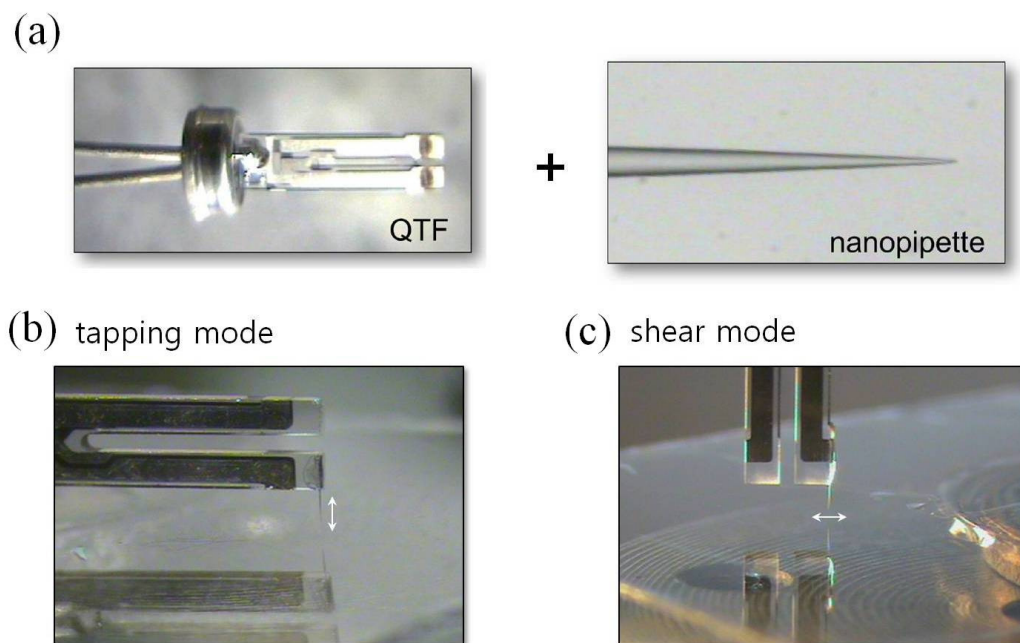 (a)
QTF
+
nanopipette
(b) tapping mode
(c) shear mode